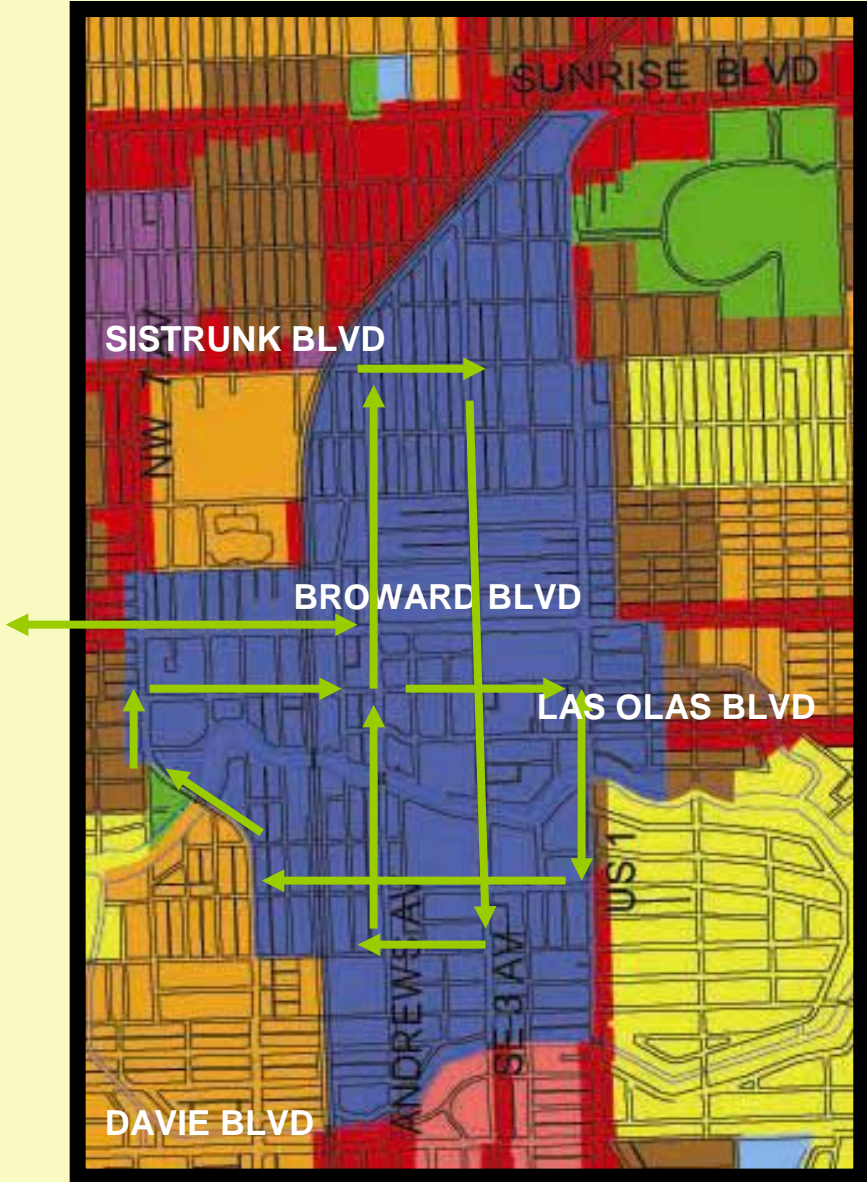 SUNRISE BLVD
SISTRUNK BLVD
NW 7 AV
BROWARD BLVD
LAS OLAS BLVD
US 1
ANDREWS AV
SE 3 AV
DAVIE BLVD